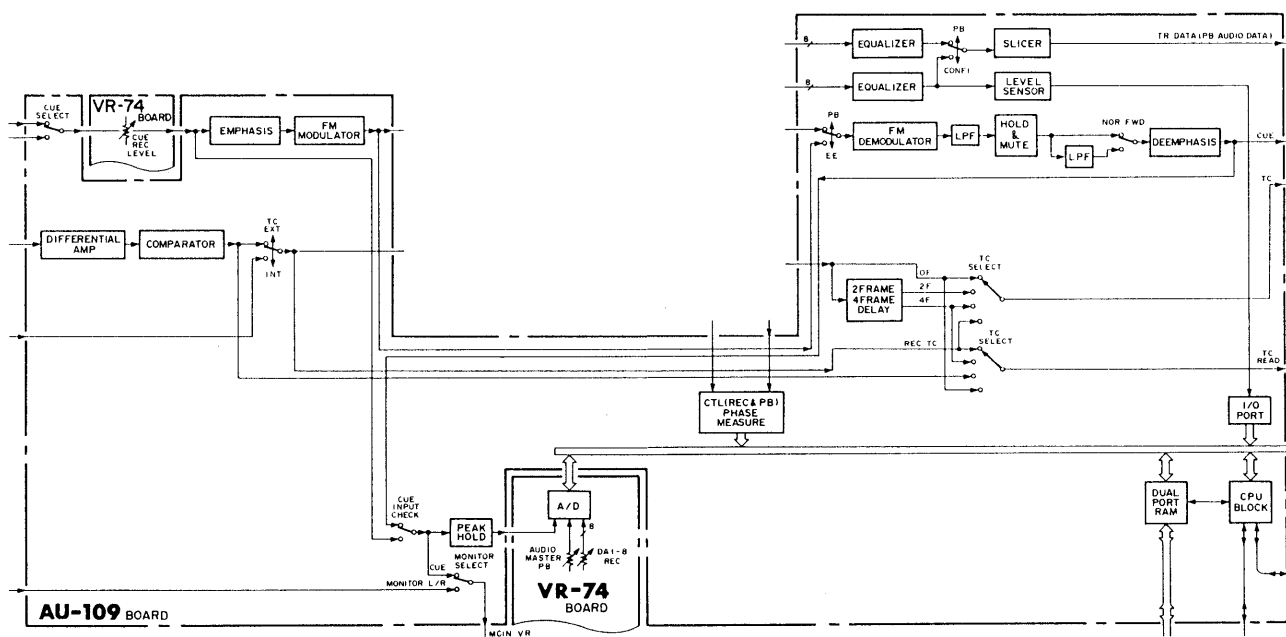 8
EQUALIZER
PB
CONFI
SLICER
TR DATA (PB AUDIO DATA)
8
EQUALIZER
LEVEL
SENSOR
CUE
SELECT
VR-74
BOARD
CUE
REC
LEVEL
EMPHASIS
FM
MODULATOR
PB
EE
FM
DEMODULATOR
LPF
HOLD
&
MUTE
NOR FWD
LPF
DEEMPHASIS
CUE
TC
DIFFERENTIAL
AMP
COMPARATOR
TC
EXT
INT
2FRAME
4FRAME
DELAY
0F
2F
4F
TC
SELECT
REC TC
TC
SELECT
TC
READ
CTL(REC & PB)
PHASE
MEASURE
I/O
PORT
CUE
INPUT
CHECK
PEAK
HOLD
A/D
8
AUDIO
MASTER
PB
DA1-8
REC
DUAL
PORT
RAM
CPU
BLOCK
MONITOR
SELECT
CUE
MONITOR L/R
VR-74
BOARD
AU-109 BOARD
MOIN VR